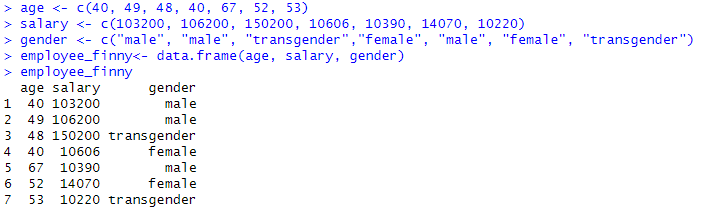 > age <- c(40, 49, 48, 40, 67, 52, 53)
> salary <- c(103200, 106200, 150200, 10606, 10390, 14070, 10220)
> gender <- c("male", "male", "transgender","female", "male", "female", "transgender")
> employee_finny<- data.frame(age, salary, gender)
> employee_finny
  age salary      gender
1  40 103200        male
2  49 106200        male
3  48 150200 transgender
4  40  10606      female
5  67  10390        male
6  52  14070      female
7  53  10220 transgender